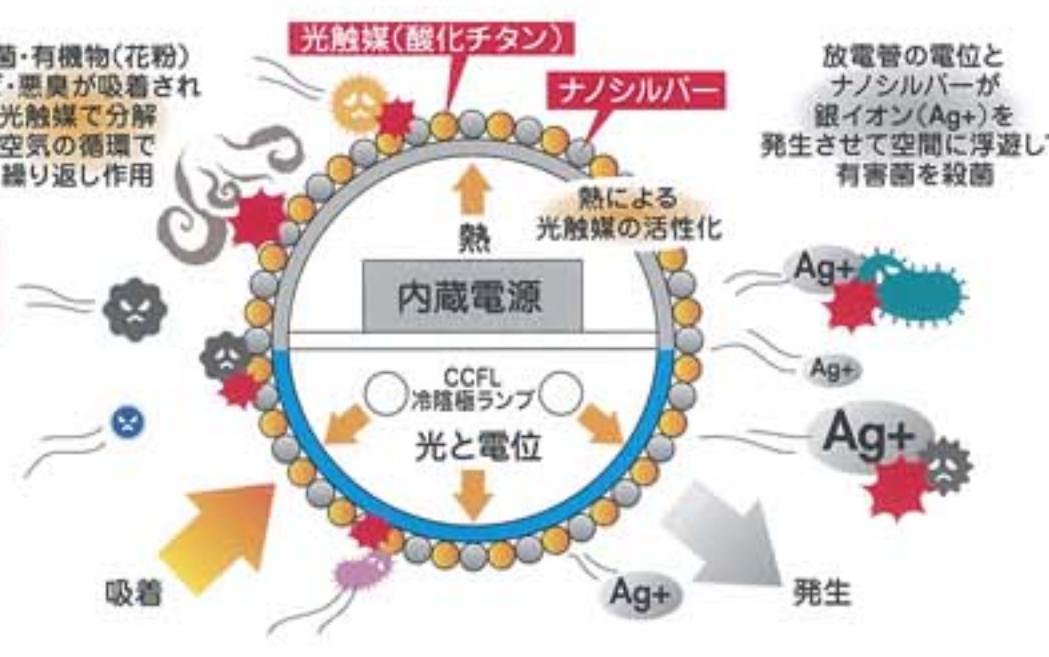 光触媒(酸化チタン)
ナノシルバー
菌・有機物(花粉)
・悪臭が吸着され
光触媒で分解
空気の循環で
繰り返し作用
放電管の電位と
ナノシルバーが
銀イオン(Ag+)を
発生させて空間に浮遊して
有害菌を殺菌
熱による
光触媒の活性化
熱
内蔵電源
CCFL
冷陰極ランプ
光と電位
Ag+
Ag+
Ag+
Ag+
吸着
発生